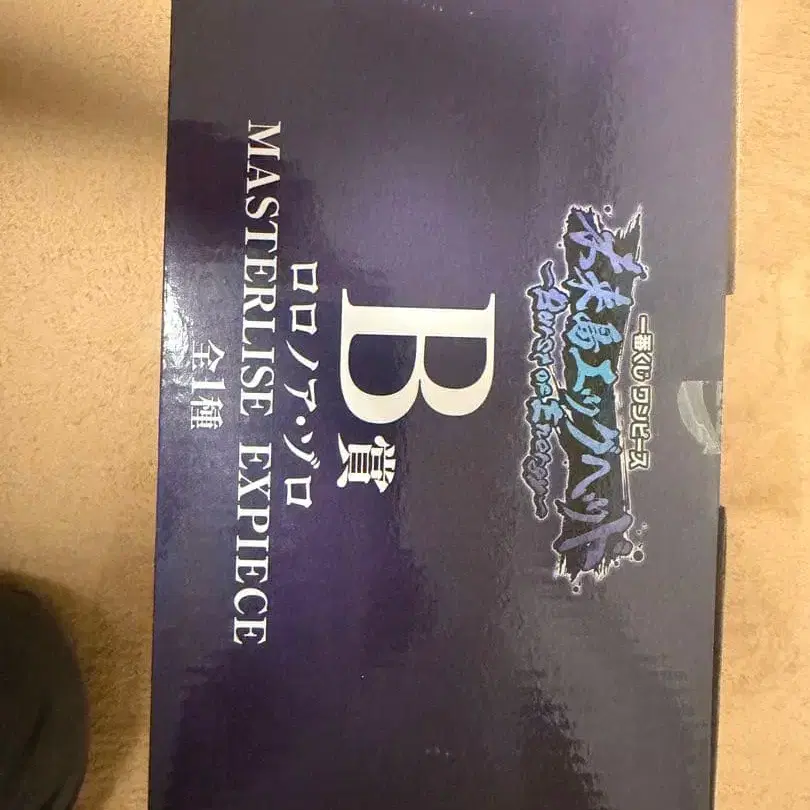 一番くじ ワンピース
未来島エッグヘッド
B賞
ロロノア・ゾロ
MASTERLISE EXPIECE
全1種